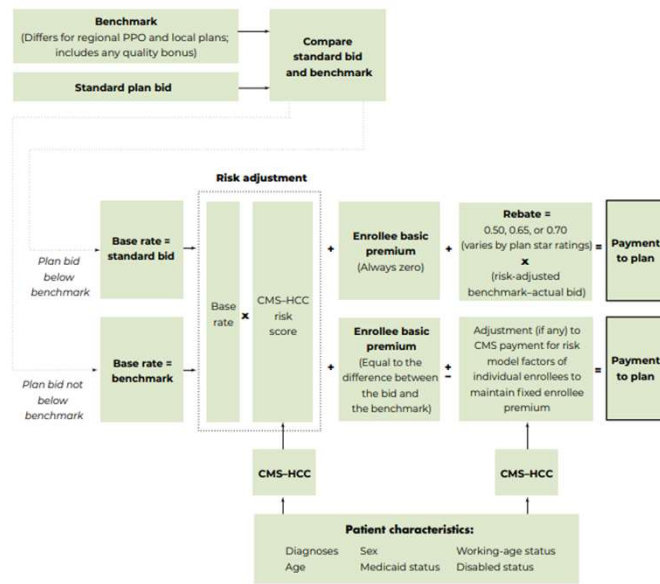 Benchmark
(Differs for regional PPO and local plans;
includes any quality bonus)
Standard plan bid
Compare
standard bid
and benchmark
Risk adjustment
Plan bid
below
benchmark
Base rate =
standard bid
Base
rate
x
CMS–HCC
risk
score
+
Enrollee basic
premium
(Always zero)
+
Rebate =
0.50, 0.65, or 0.70
(varies by plan star ratings)
x
(risk-adjusted
benchmark–actual bid)
=
Payment
to plan
Plan bid not
below
benchmark
Base rate =
benchmark
+
Enrollee basic
premium
(Equal to the
difference between
the bid and
the benchmark)
+
–
Adjustment (if any) to
CMS payment for risk
model factors of
individual enrollees to
maintain fixed enrollee
premium
=
Payment
to plan
CMS–HCC
CMS–HCC
Patient characteristics:
Diagnoses Sex Working-age status
Age Medicaid status Disabled status